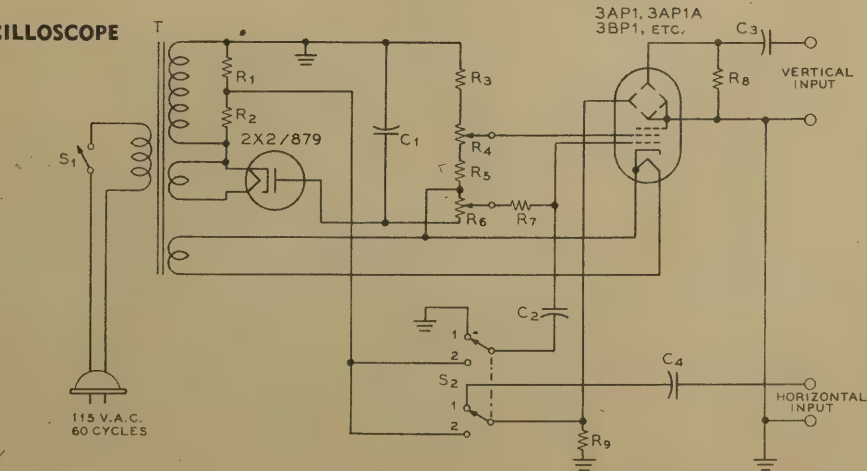 CILLOSCOPE
T
3AP1, 3AP1A
3BP1, ETC.
C3
R1
R3
R8
VERTICAL
INPUT
R2
2X2/879
C1
R4
S1
R5
R6
R7
C2
1
2
S2
C4
1
2
HORIZONTAL
INPUT
115 V.A.C.
60 CYCLES
R9